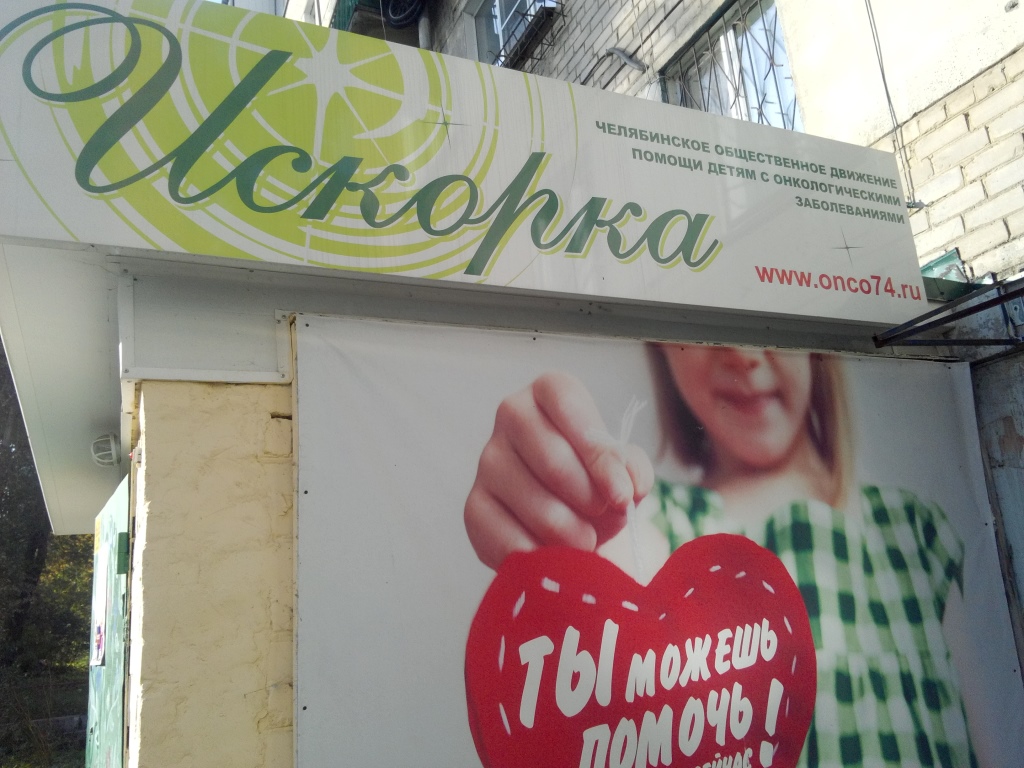 Искорка
ЧЕЛЯБИНСКОЕ ОБЩЕСТВЕННОЕ ДВИЖЕНИЕ
ПОМОЩИ ДЕТЯМ С ОНКОЛОГИЧЕСКИМИ
ЗАБОЛЕВАНИЯМИ
www.onco74.ru
ТЫ МОЖЕШЬ
ПОМОЧЬ!